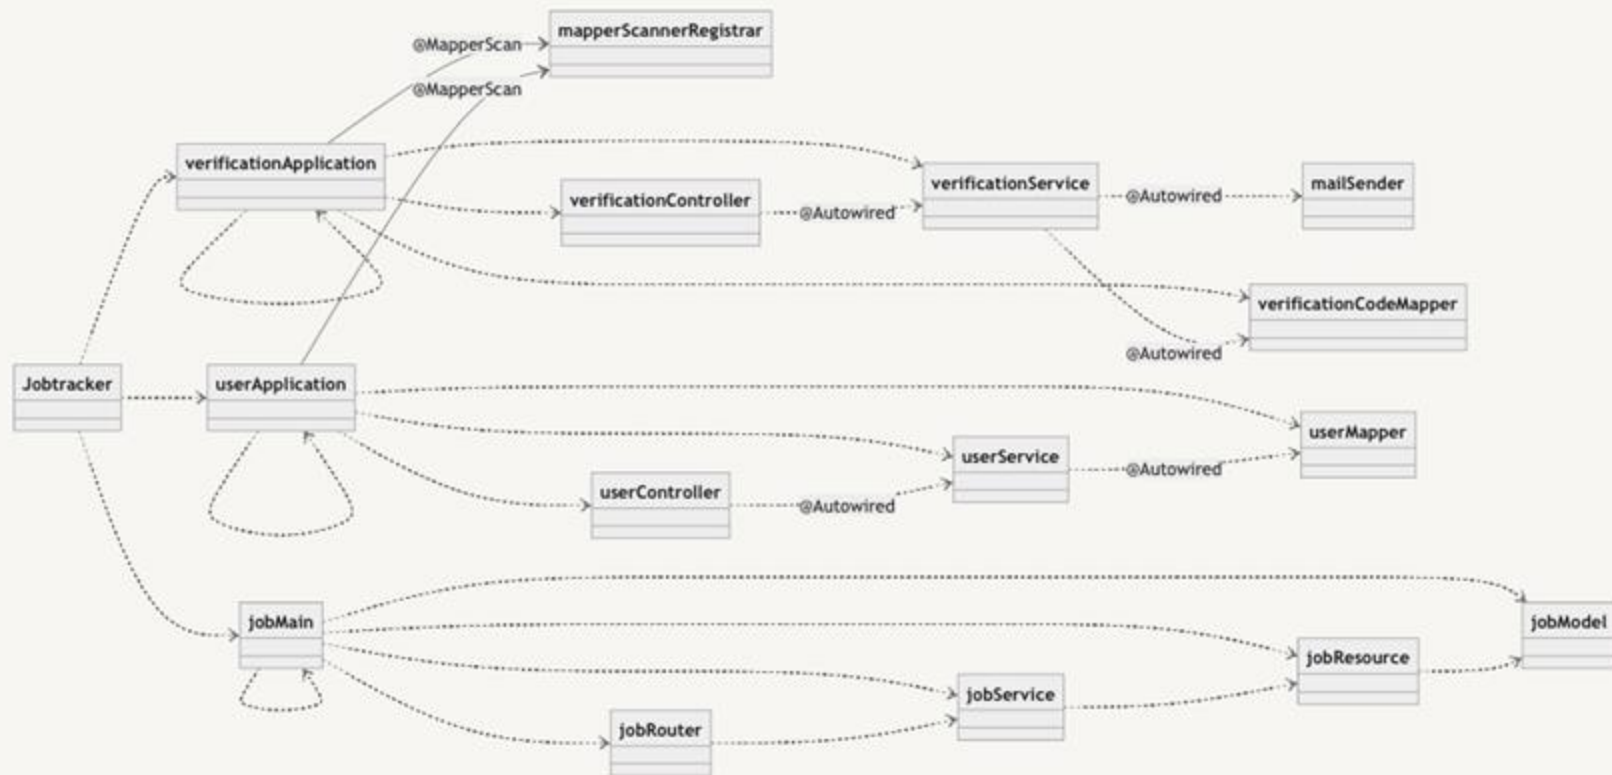 mapperScannerRegistrar
@MapperScan
@MapperScan
verificationApplication
verificationController
@Autowired
verificationService
@Autowired
mailSender
verificationCodeMapper
@Autowired
Jobtracker
userApplication
userMapper
userService
@Autowired
userController
@Autowired
jobMain
jobModel
jobResource
jobService
jobRouter